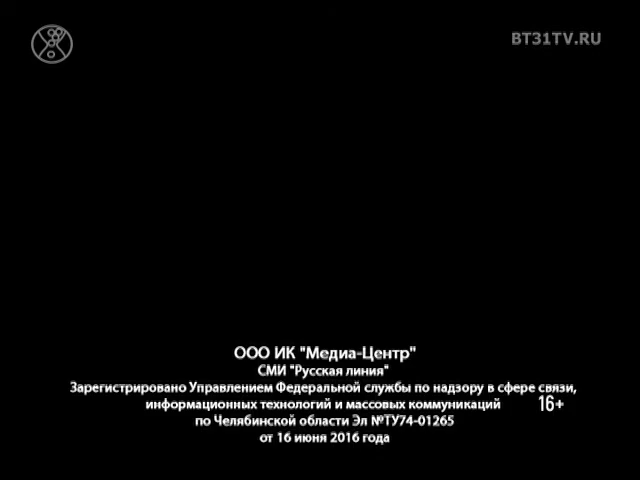 BT31TV.RU
ООО ИК "Медиа-Центр"
СМИ "Русская линия"
Зарегистрировано Управлением Федеральной службы по надзору в сфере связи,
информационных технологий и массовых коммуникаций
16+
по Челябинской области Эл №ТУ74-01265
от 16 июня 2016 года